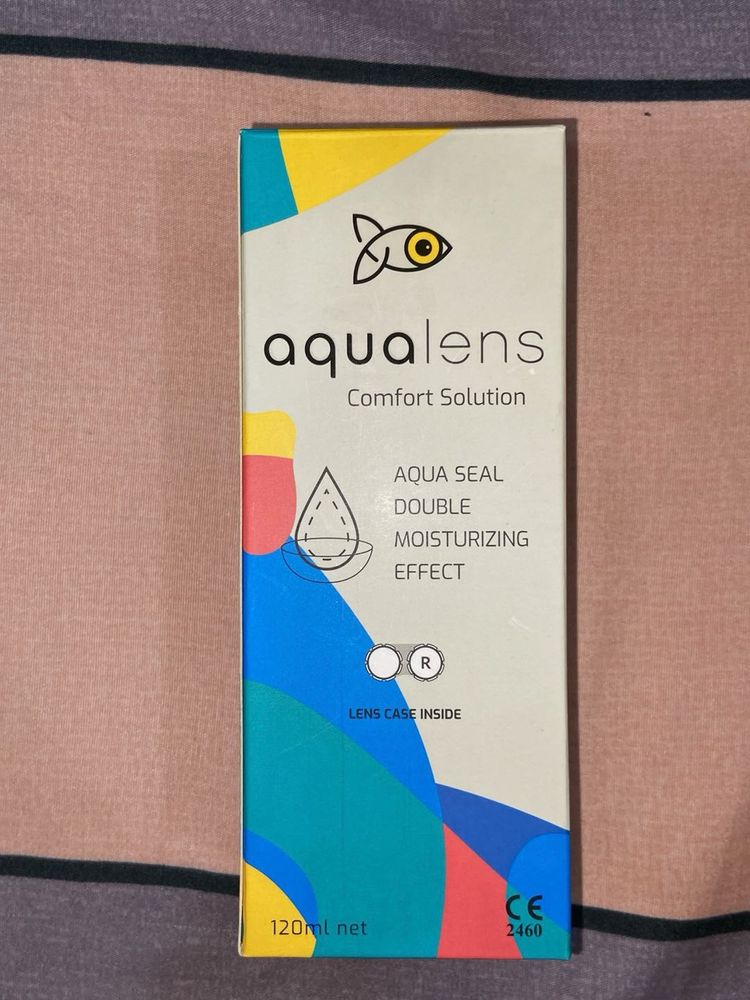 aqualens
Comfort Solution
AQUA SEAL
DOUBLE
MOISTURIZING
EFFECT
R
LENS CASE INSIDE
120ml net
CE
2460